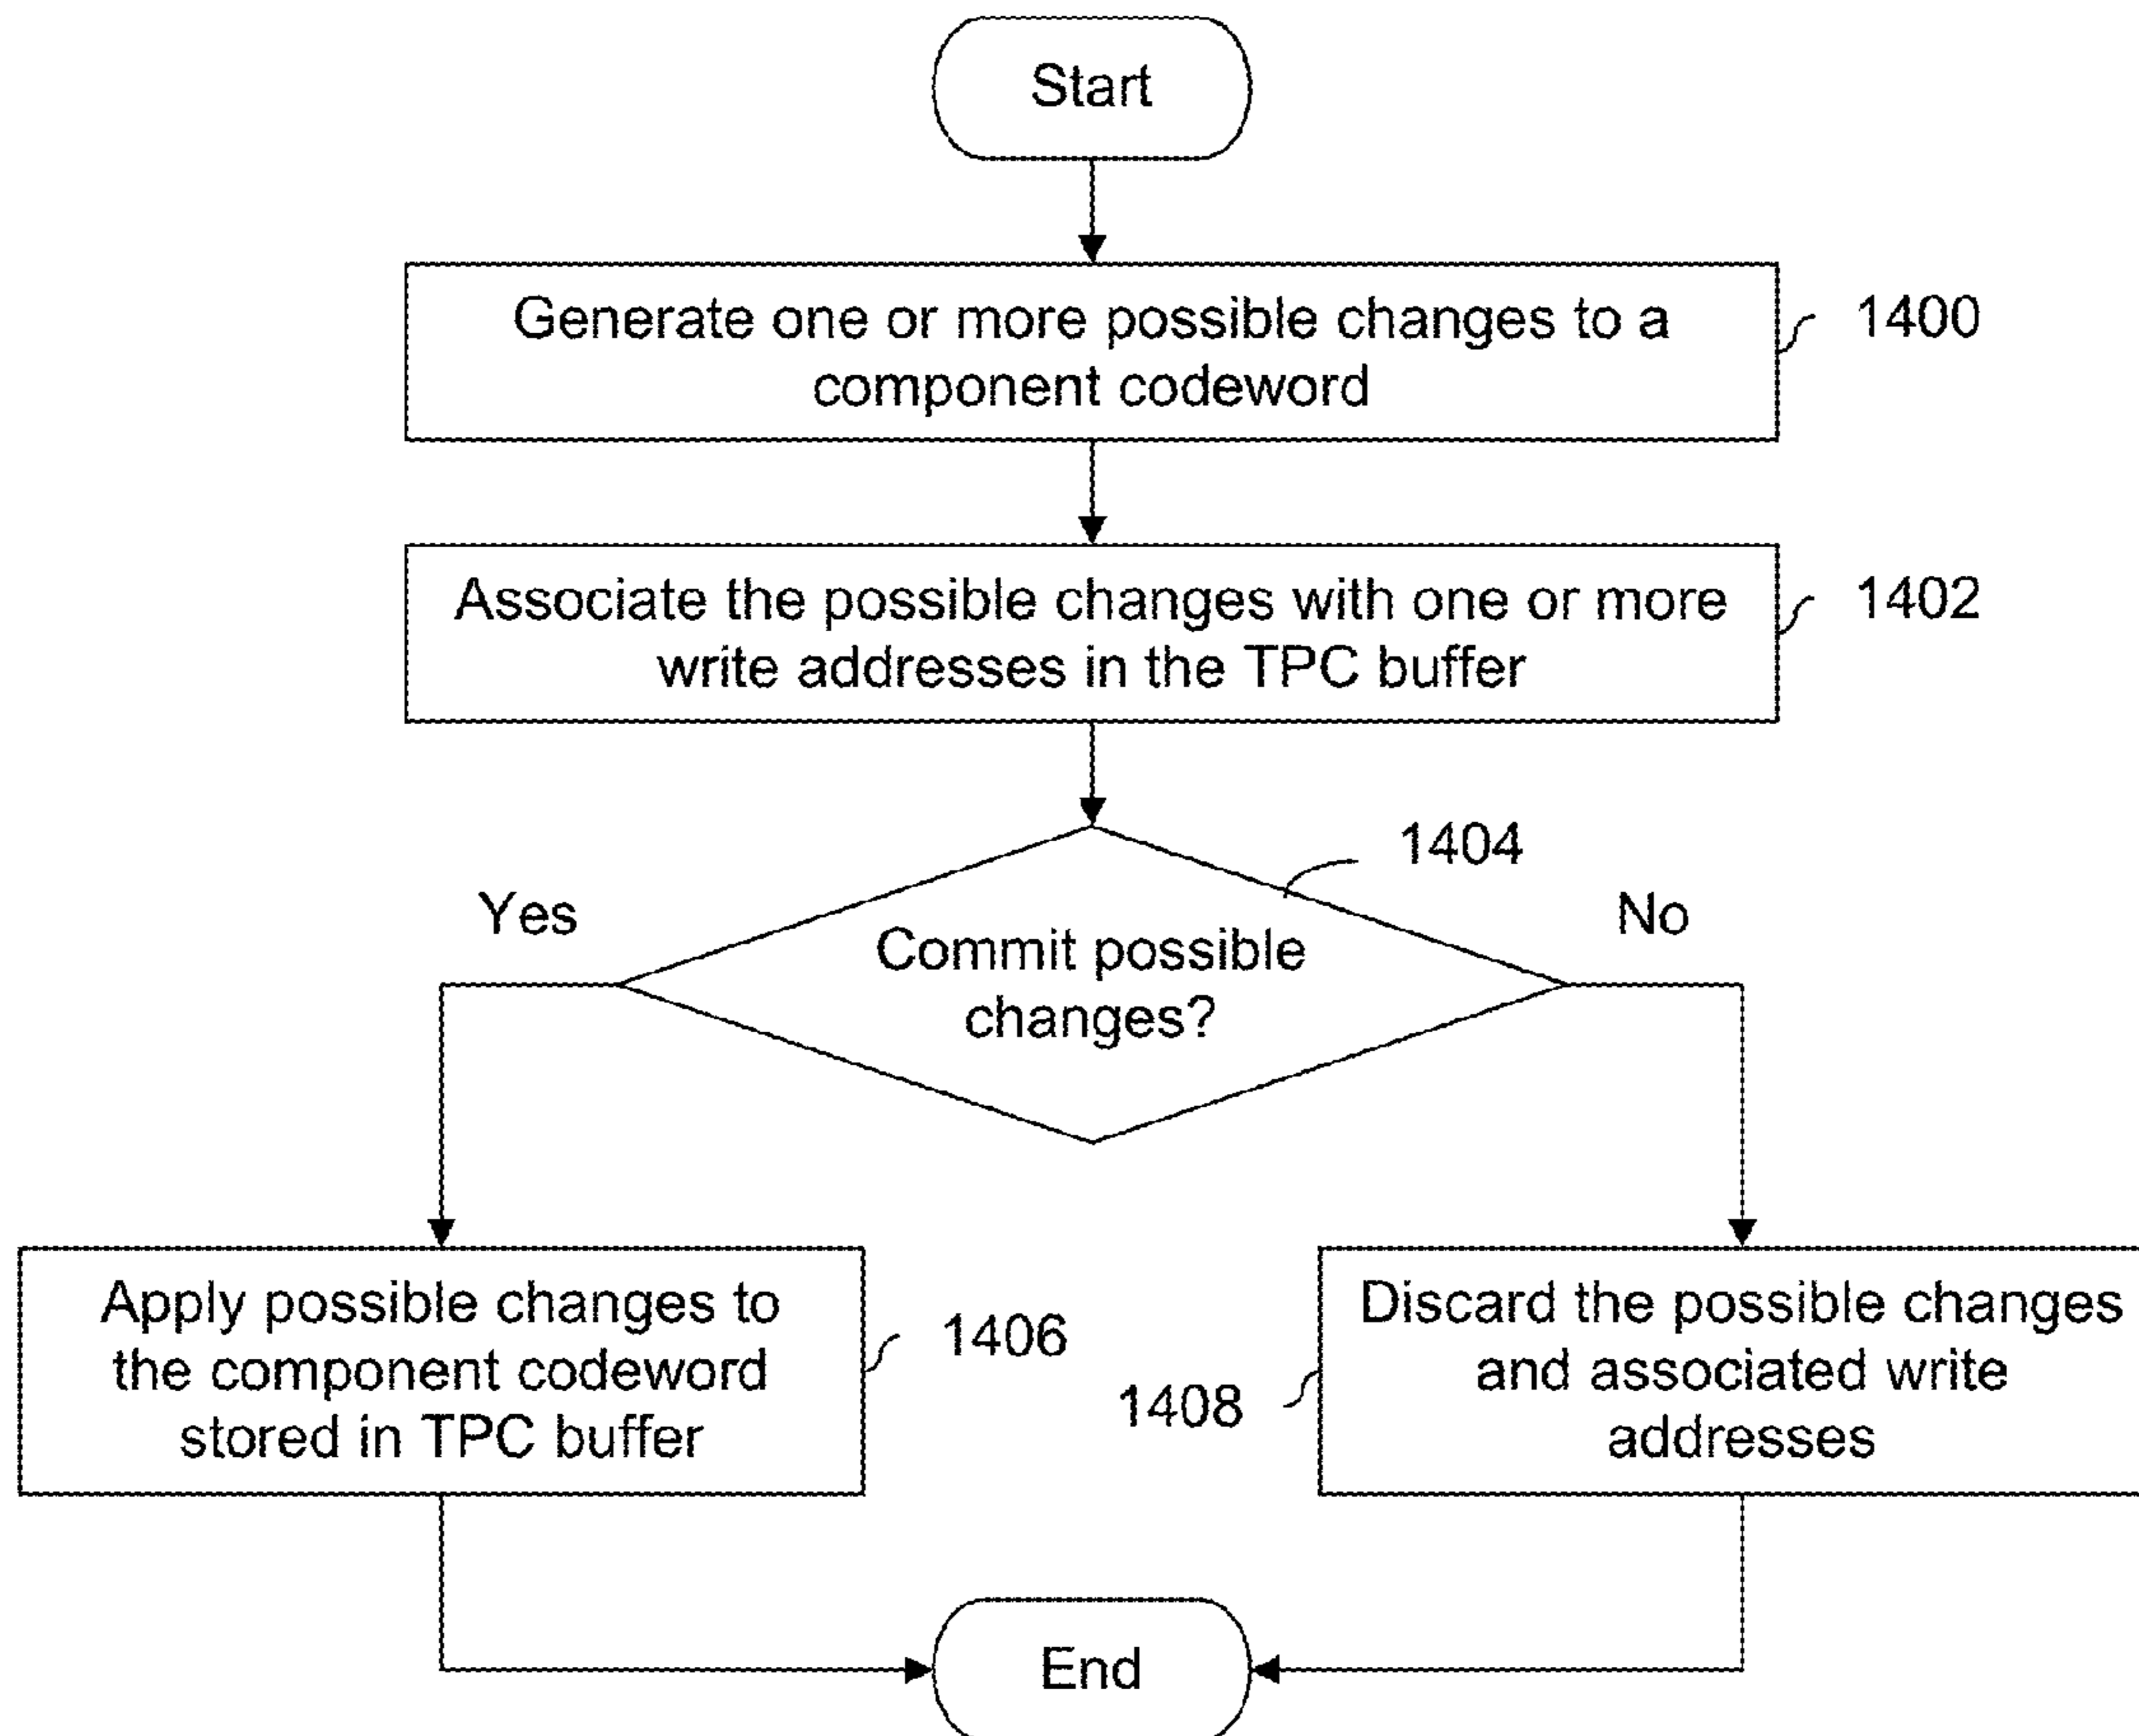 Start
Generate one or more possible changes to a
component codeword
1400
Associate the possible changes with one or more
write addresses in the TPC buffer
1402
1404
Yes
No
Commit possible
changes?
Apply possible changes to
the component codeword
stored in TPC buffer
1406
1408
Discard the possible changes
and associated write
addresses
End